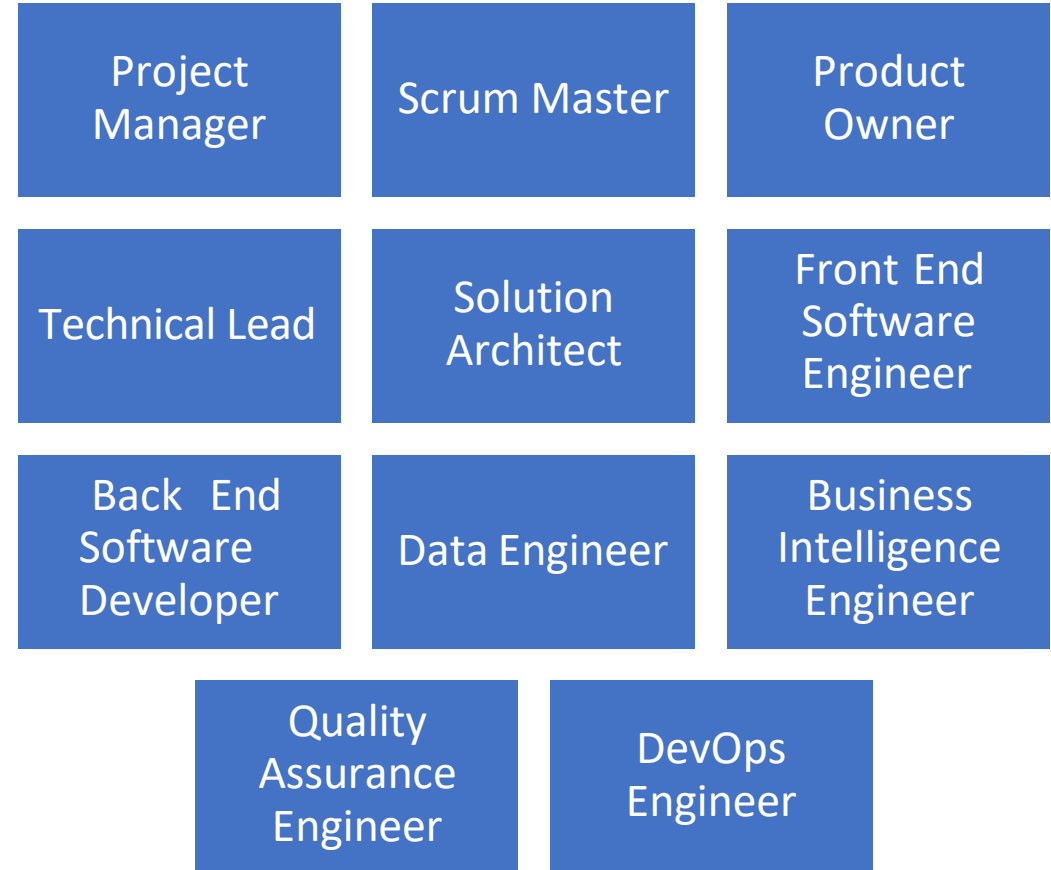 Project
Manager
Scrum Master
Product
Owner
Technical Lead
Solution
Architect
Front End
Software
Engineer
Back End
Software
Developer
Data Engineer
Business
Intelligence
Engineer
Quality
Assurance
Engineer
DevOps
Engineer